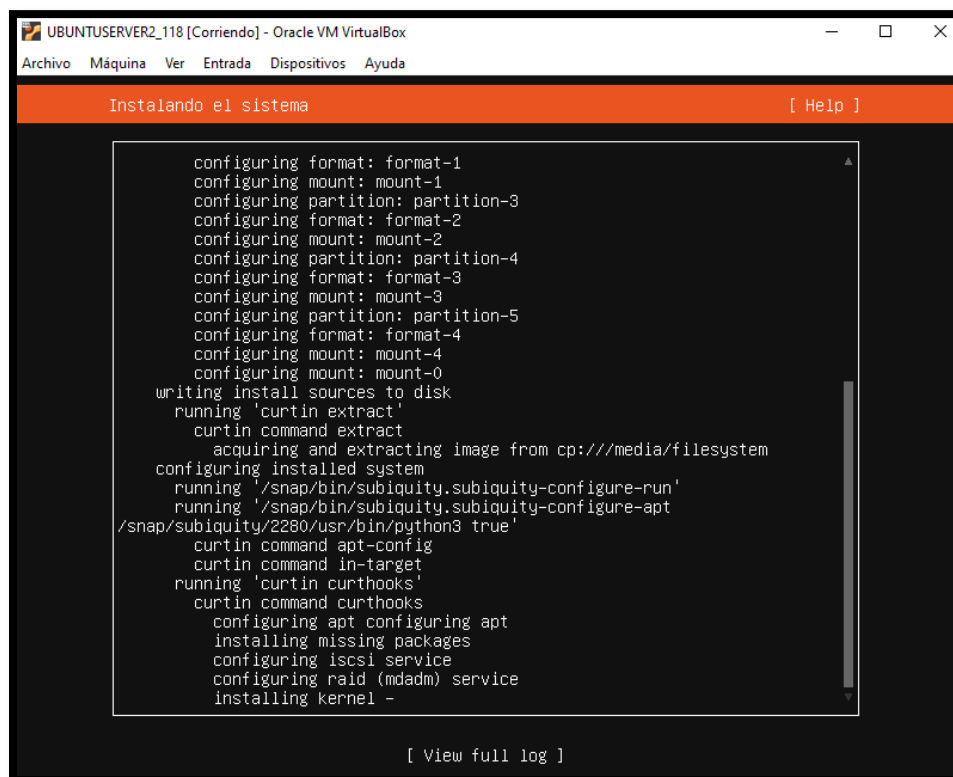 UBUNTUSERVER2_118 [Corriendo] - Oracle VM VirtualBox
Archivo Máquina Ver Entrada Dispositivos Ayuda
Instalando el sistema [ Help ]
configuring format: format-1
configuring mount: mount-1
configuring partition: partition-3
configuring format: format-2
configuring mount: mount-2
configuring partition: partition-4
configuring format: format-3
configuring mount: mount-3
configuring partition: partition-5
configuring format: format-4
configuring mount: mount-4
configuring mount: mount-0
writing install sources to disk
running 'curtin extract'
curtin command extract
acquiring and extracting image from cp:///media/filesystem
configuring installed system
running '/snap/bin/subiquity.subiquity-configure-run'
running '/snap/bin/subiquity.subiquity-configure-apt
/snap/subiquity/2280/usr/bin/python3 true'
curtin command apt-config
curtin command in-target
running 'curtin curthooks'
curtin command curthooks
configuring apt configuring apt
installing missing packages
configuring iscsi service
configuring raid (mdadm) service
installing kernel -
[ View full log ]